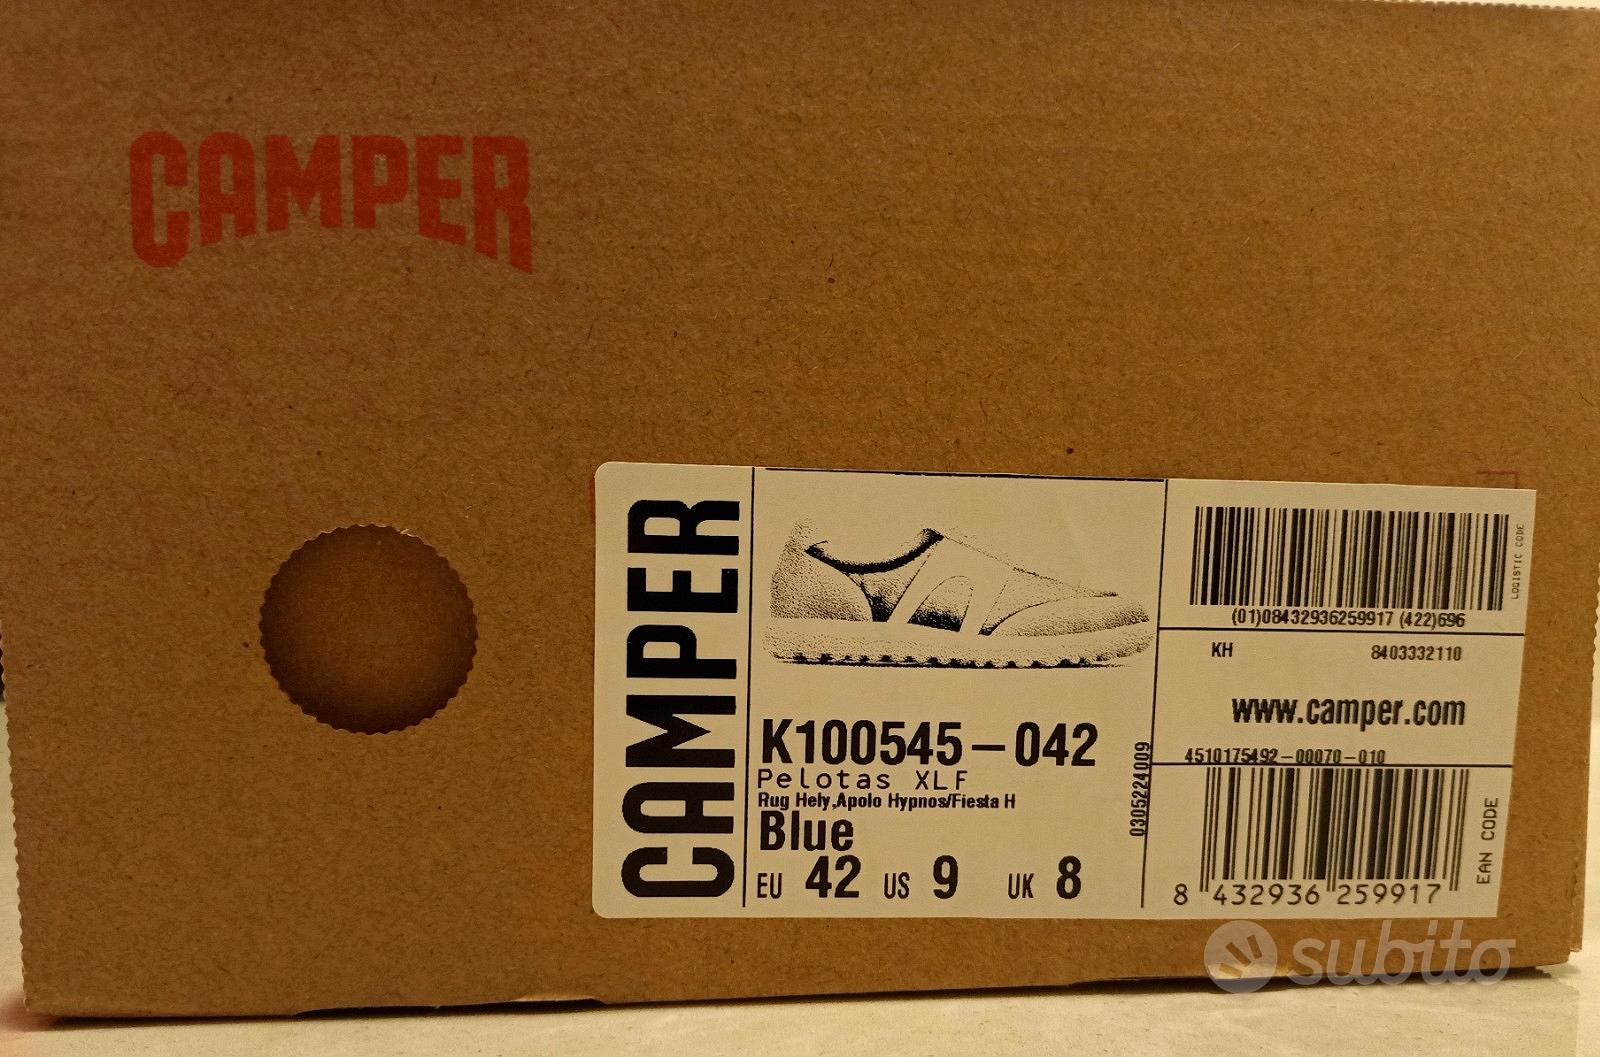 CAMPER
CAMPER
K100545-042
Pelotas XLF
Rug Hely,Apolo Hypnos/Fiesta H
Blue
EU 42 US 9 UK 8
0305224009
LOGISTIC CODE
(01)08432936259917 (422)696
KH 8403332110
www.camper.com
4510175492-00070-010
EAN CODE
8 432936 259917
subito